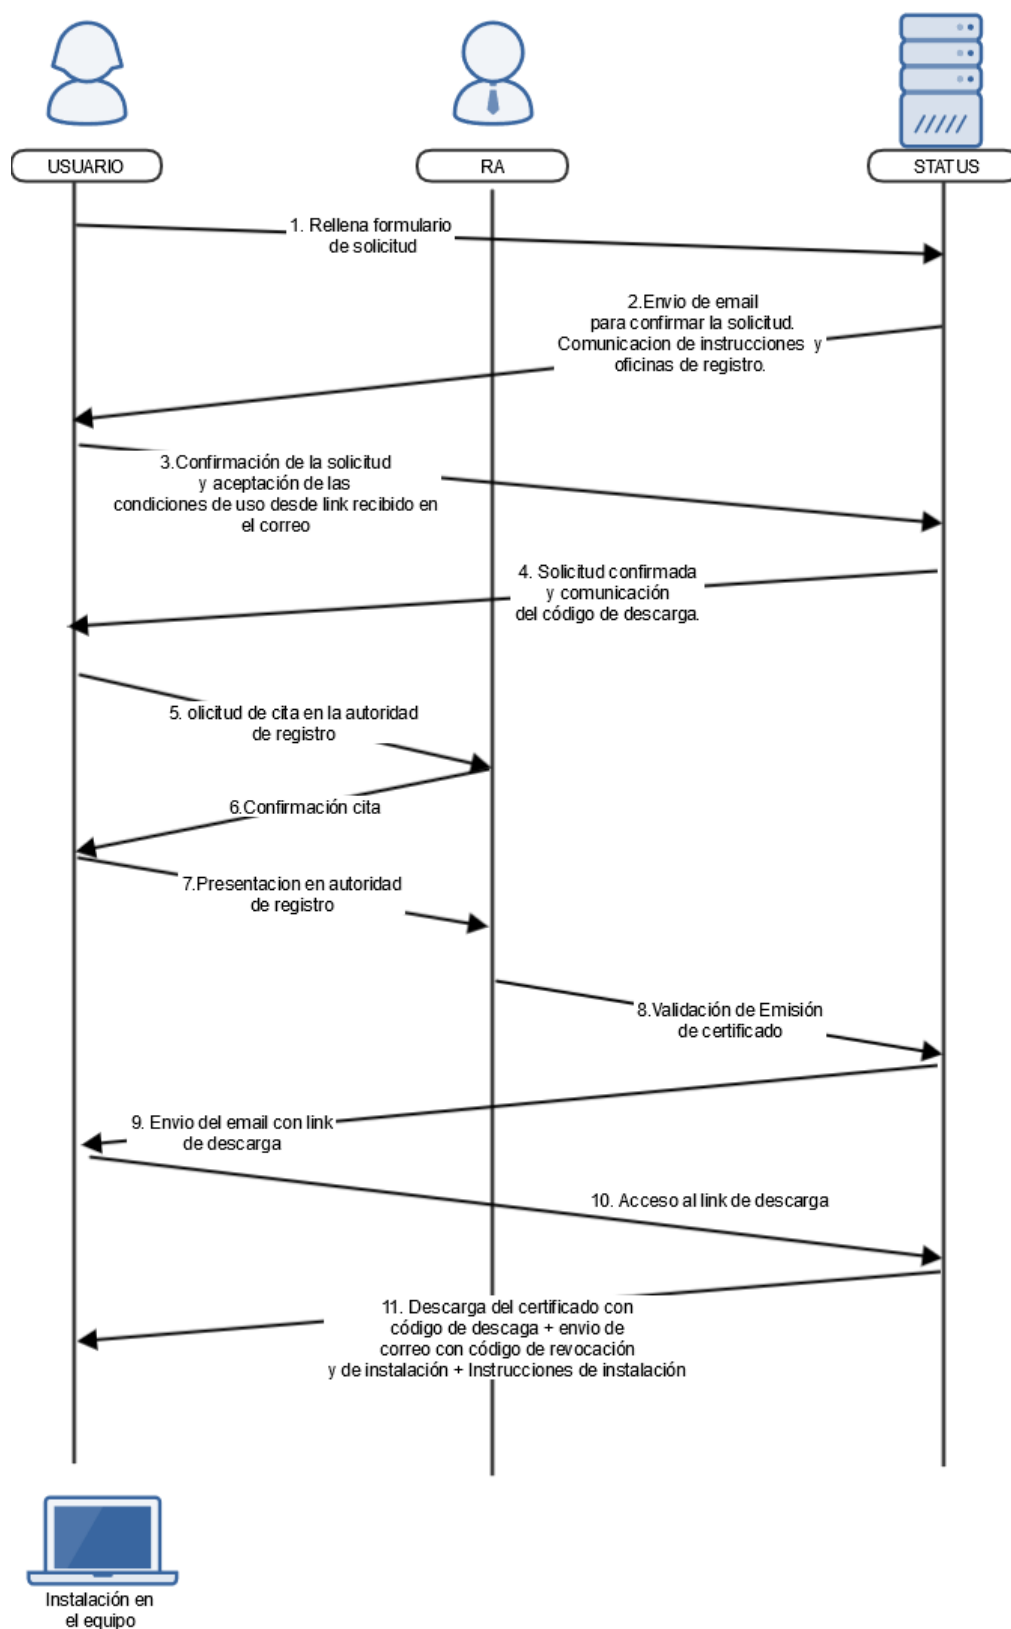 USUARIO
RA
STATUS
1. Rellena formulario
de solicitud
2.Envio de email
para confirmar la solicitud.
Comunicacion de instrucciones y
oficinas de registro.
3.Confirmación de la solicitud
y aceptación de las
condiciones de uso desde link recibido en
el correo
4. Solicitud confirmada
y comunicación
del código de descarga.
5. olicitud de cita en la autoridad
de registro
6.Confirmación cita
7.Presentacion en autoridad
de registro
8.Validación de Emisión
de certificado
9. Envio del email con link
de descarga
10. Acceso al link de descarga
11. Descarga del certificado con
código de descaga + envio de
correo con código de revocación
y de instalación + Instrucciones de instalación
Instalación en
el equipo